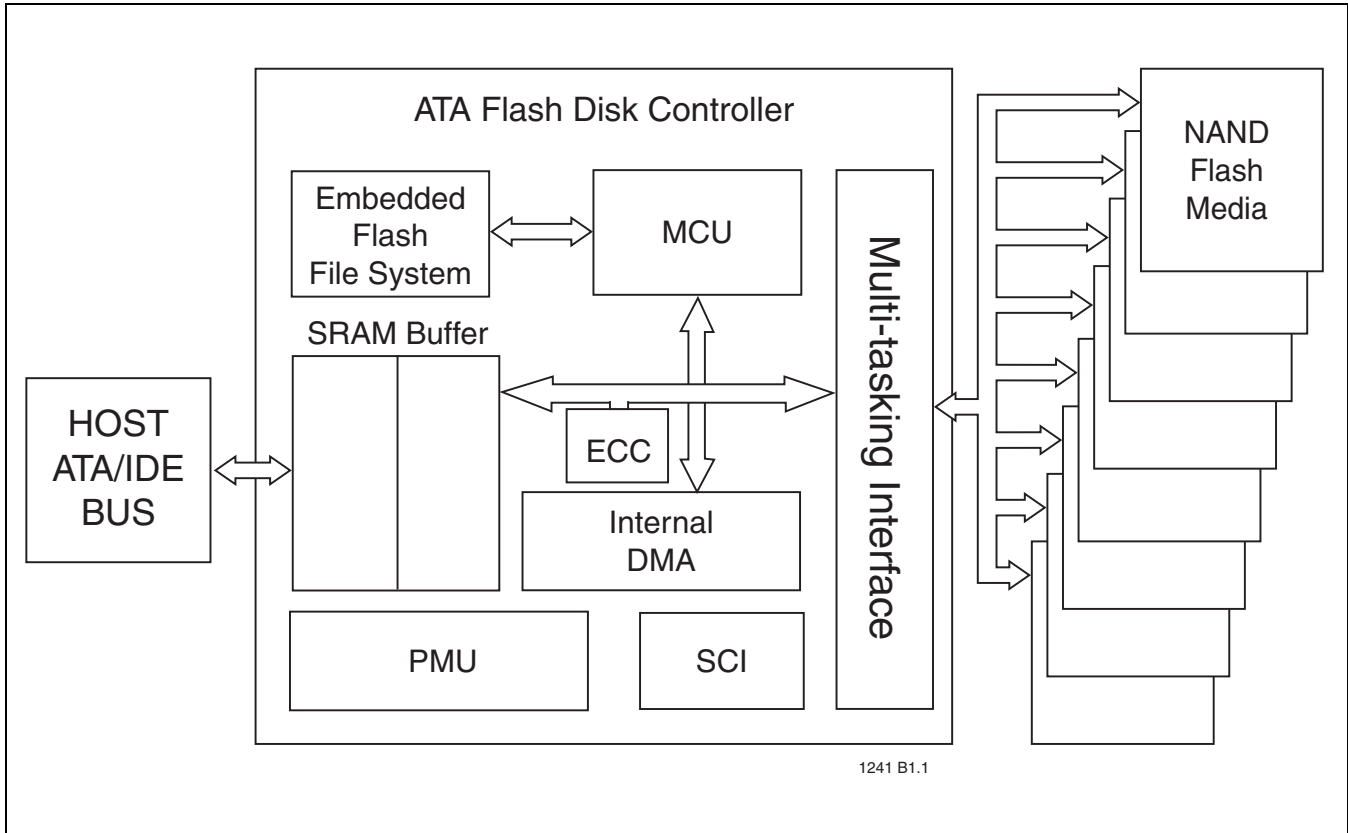 ATA Flash Disk Controller
Embedded
Flash
File System
MCU
SRAM Buffer
ECC
Internal
DMA
PMU
SCI
Multi-tasking Interface
HOST
ATA/IDE
BUS
NAND
Flash
Media
1241 B1.1